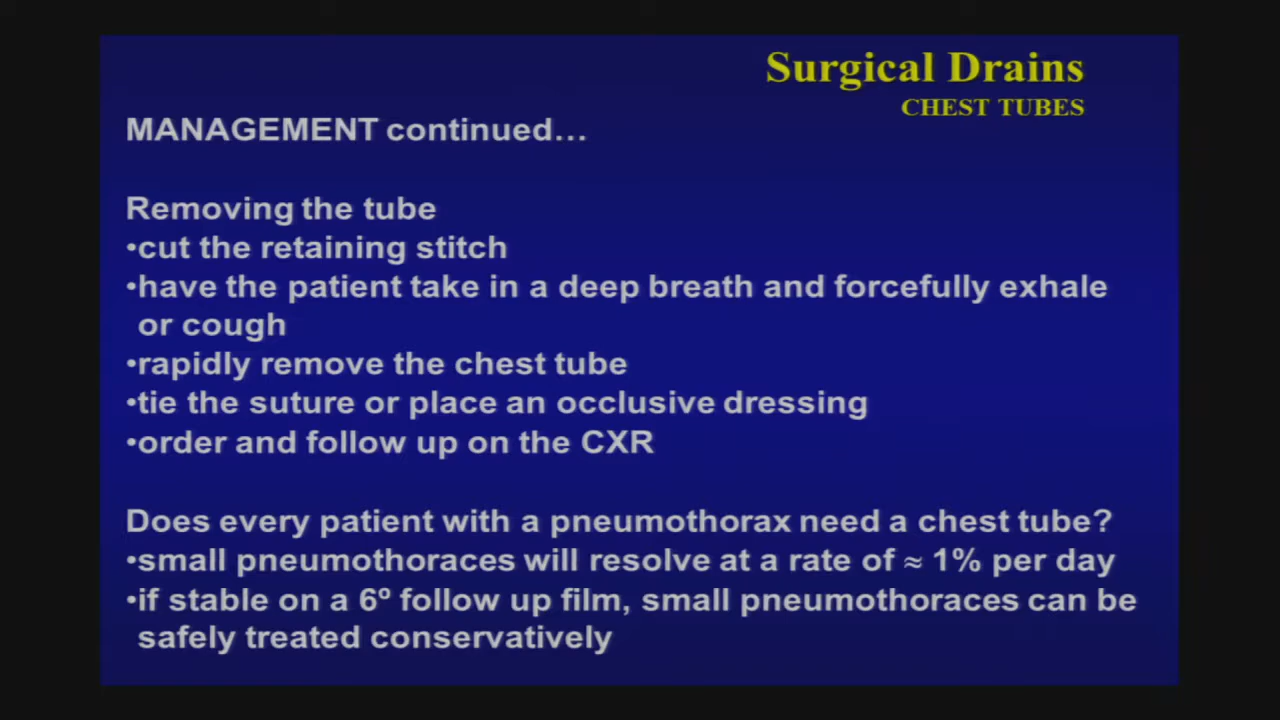 Surgical Drains
CHEST TUBES
MANAGEMENT continued…
Removing the tube
•cut the retaining stitch
•have the patient take in a deep breath and forcefully exhale
or cough
•rapidly remove the chest tube
•tie the suture or place an occlusive dressing
•order and follow up on the CXR
Does every patient with a pneumothorax need a chest tube?
•small pneumothoraces will resolve at a rate of ≈ 1% per day
•if stable on a 6º follow up film, small pneumothoraces can be
safely treated conservatively